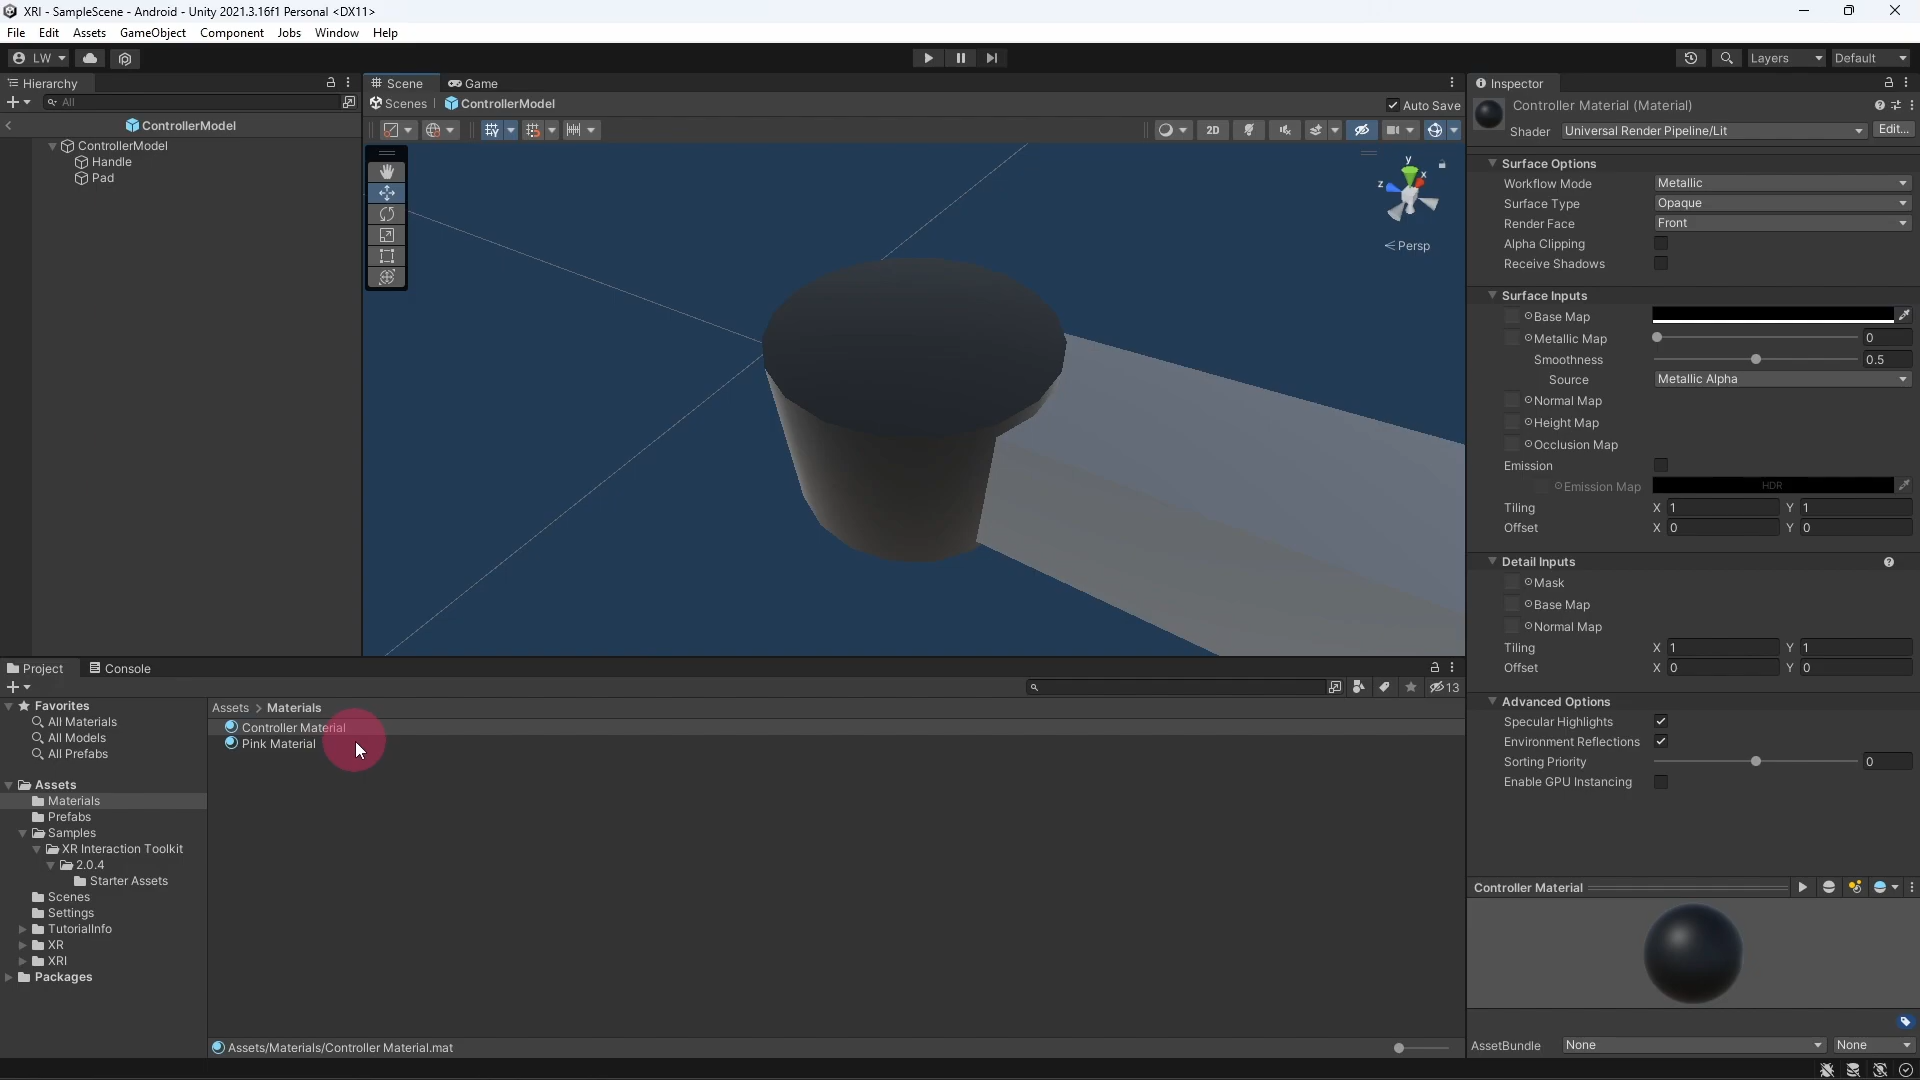 XRI - SampleScene - Android - Unity 2021.3.16f1 Personal <DX11>
File Edit Assets GameObject Component Jobs Window Help
LW
Layers Default
Hierarchy
All
ControllerModel
ControllerModel
Handle
Pad
Scene Game
Scenes ControllerModel Auto Save
2D
y
x
z
Persp
Inspector
Controller Material (Material)
Shader Universal Render Pipeline/Lit Edit...
Surface Options
Workflow Mode Metallic
Surface Type Opaque
Render Face Front
Alpha Clipping
Receive Shadows
Surface Inputs
Base Map
Metallic Map 0
Smoothness 0.5
Source Metallic Alpha
Normal Map
Height Map
Occlusion Map
Emission
Emission Map HDR
Tiling X 1 Y 1
Offset X 0 Y 0
Detail Inputs
Mask
Base Map
Normal Map
Tiling X 1 Y 1
Offset X 0 Y 0
Advanced Options
Specular Highlights
Environment Reflections
Sorting Priority 0
Enable GPU Instancing
Controller Material
AssetBundle None None
Project Console
13
Favorites
All Materials
All Models
All Prefabs
Assets
Materials
Prefabs
Samples
XR Interaction Toolkit
2.0.4
Starter Assets
Scenes
Settings
TutorialInfo
XR
XRI
Packages
Assets > Materials
Controller Material
Pink Material
Assets/Materials/Controller Material.mat